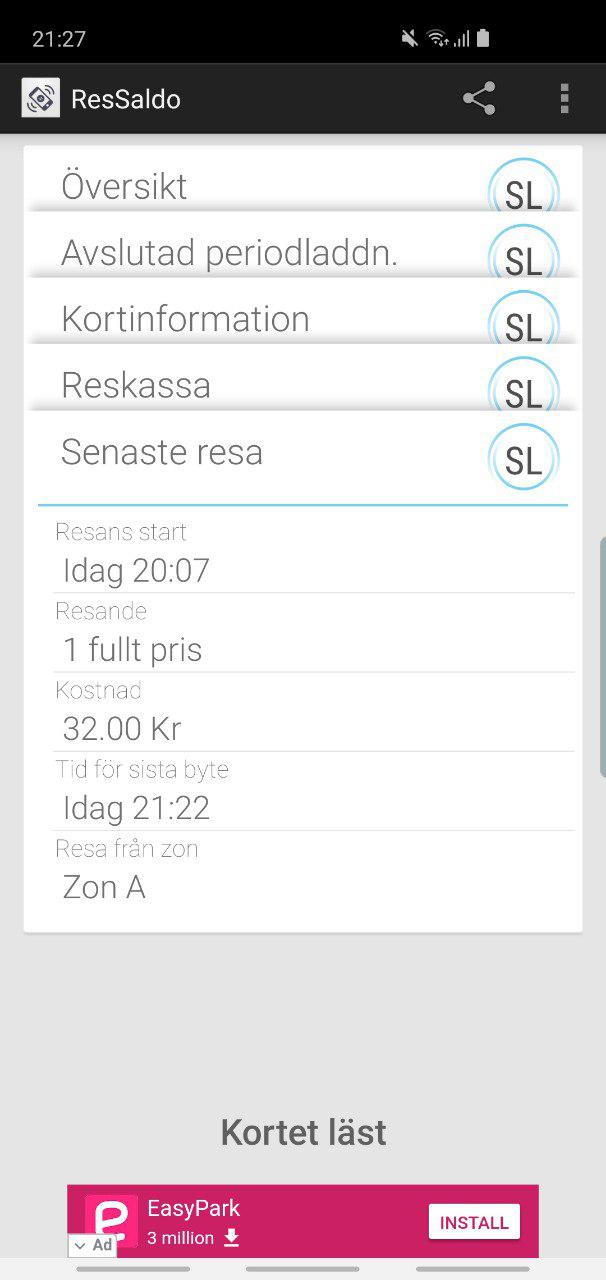 21:27
ResSaldo
Översikt
SL
Avslutad periodladdn.
SL
Kortinformation
SL
Reskassa
SL
Senaste resa
SL
Resans start
Idag 20:07
Resande
1 fullt pris
Kostnad
32.00 Kr
Tid för sista byte
Idag 21:22
Resa från zon
Zon A
Kortet läst
EasyPark
3 million
INSTALL
Ad